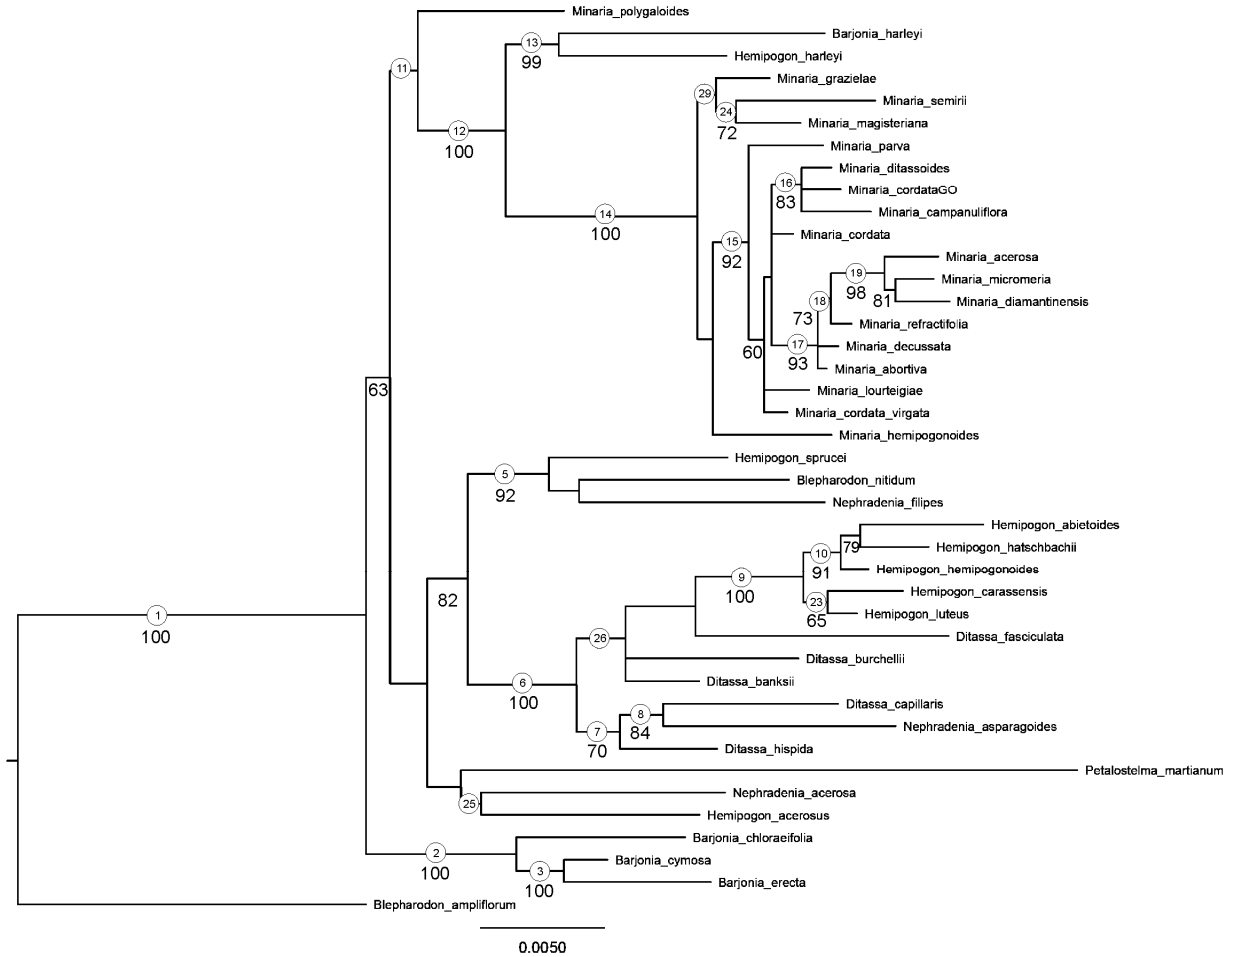 Minaria_polygaloides
Barjonia_harleyi
13
99
Hemipogon_harleyi
11
Minaria_grazielae
29
Minaria_semirii
24
72
Minaria_magisteriana
12
100
Minaria_parva
Minaria_ditassoides
16
83
Minaria_cordataGO
Minaria_campanuliflora
14
100
Minaria_cordata
15
92
Minaria_acerosa
19
98
Minaria_micromeria
81
Minaria_diamantinensis
18
73
Minaria_refractifolia
17
93
Minaria_decussata
60
Minaria_abortiva
63
Minaria_lourteigiae
Minaria_cordata_virgata
Minaria_hemipogonoides
Hemipogon_sprucei
5
92
Blepharodon_nitidum
Nephradenia_filipes
Hemipogon_abietoides
79
Hemipogon_hatschbachii
10
91
Hemipogon_hemipogonoides
9
100
Hemipogon_carassensis
23
65
Hemipogon_luteus
82
1
100
Ditassa_fasciculata
26
Ditassa_burchellii
6
100
Ditassa_banksii
Ditassa_capillaris
8
84
Nephradenia_asparagoides
7
70
Ditassa_hispida
Petalostelma_martianum
Nephradenia_acerosa
25
Hemipogon_acerosus
Barjonia_chloraeifolia
2
100
Barjonia_cymosa
3
100
Barjonia_erecta
Blepharodon_ampliflorum
0.0050